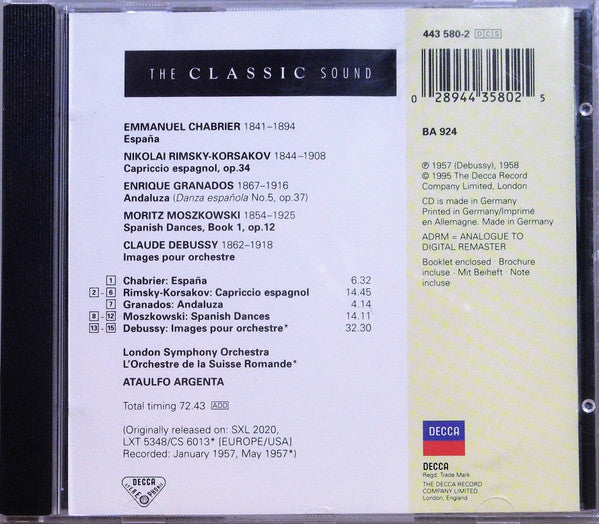 THE CLASSIC SOUND
EMMANUEL CHABRIER 1841–1894
España
NIKOLAI RIMSKY-KORSAKOV 1844–1908
Capriccio espagnol, op.34
ENRIQUE GRANADOS 1867–1916
Andaluza (Danza española No.5, op.37)
MORITZ MOSZKOWSKI 1854–1925
Spanish Dances, Book 1, op.12
CLAUDE DEBUSSY 1862–1918
Images pour orchestre
1 Chabrier: España 6.32
2 - 6 Rimsky-Korsakov: Capriccio espagnol 14.45
7 Granados: Andaluza 4.14
8 - 12 Moszkowski: Spanish Dances 14.11
13 - 15 Debussy: Images pour orchestre* 32.30
London Symphony Orchestra
L'Orchestre de la Suisse Romande*
ATAULFO ARGENTA
Total timing 72.43 ADD
(Originally released on: SXL 2020,
LXT 5348/CS 6013* [EUROPE/USA]
Recorded: January 1957, May 1957*)
DECCA
443 580-2 DCS
0 28944 35802 5
BA 924
℗ 1957 (Debussy), 1958
© 1995 The Decca Record
Company Limited, London
CD is made in Germany
Printed in Germany/Imprimé
en Allemagne. Made in Germany
ADRM = ANALOGUE TO
DIGITAL REMASTER
Booklet enclosed · Brochure
incluse · Mit Beiheft · Note
incluse
DECCA
DECCA
Regd. Trade Mark
THE DECCA RECORD
COMPANY LIMITED
London, England